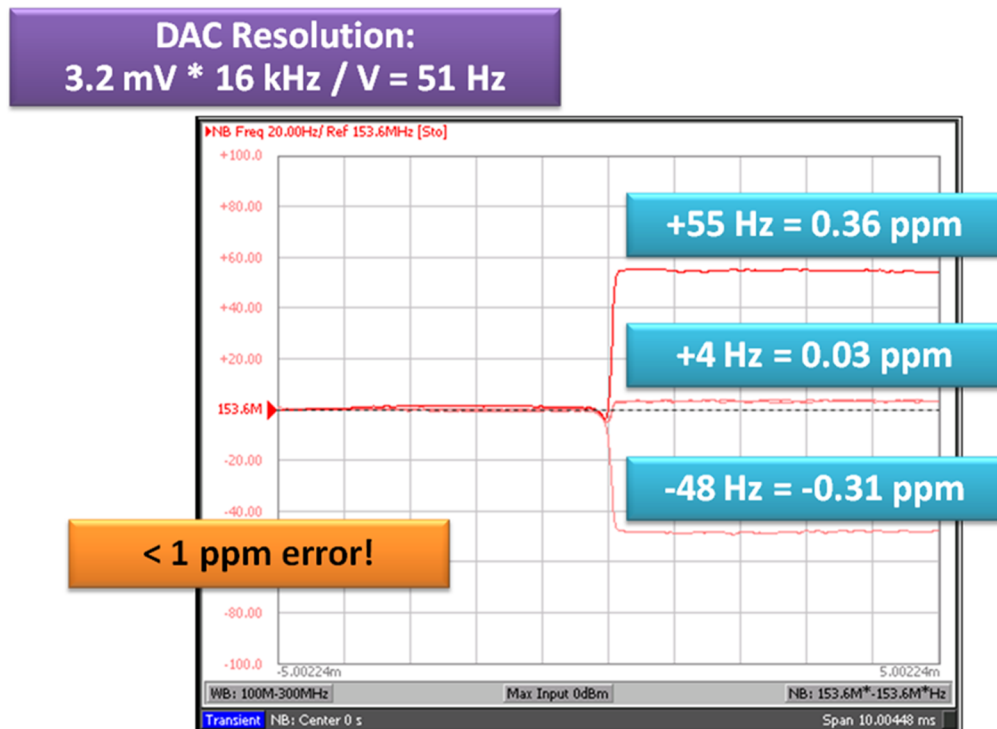 DAC Resolution:
3.2 mV * 16 kHz / V = 51 Hz
NB Freq 20.00Hz/ Ref 153.6MHz [Sto]
+100.0
+80.00
+55 Hz = 0.36 ppm
+60.00
+40.00
+4 Hz = 0.03 ppm
+20.00
153.6M
-20.00
-48 Hz = -0.31 ppm
-40.00
< 1 ppm error!
-80.00
-100.0
-5.00224m 5.00224m
WB: 100M-300MHz Max Input 0dBm NB: 153.6M*-153.6M*Hz
Transient NB: Center 0 s Span 10.00448 ms